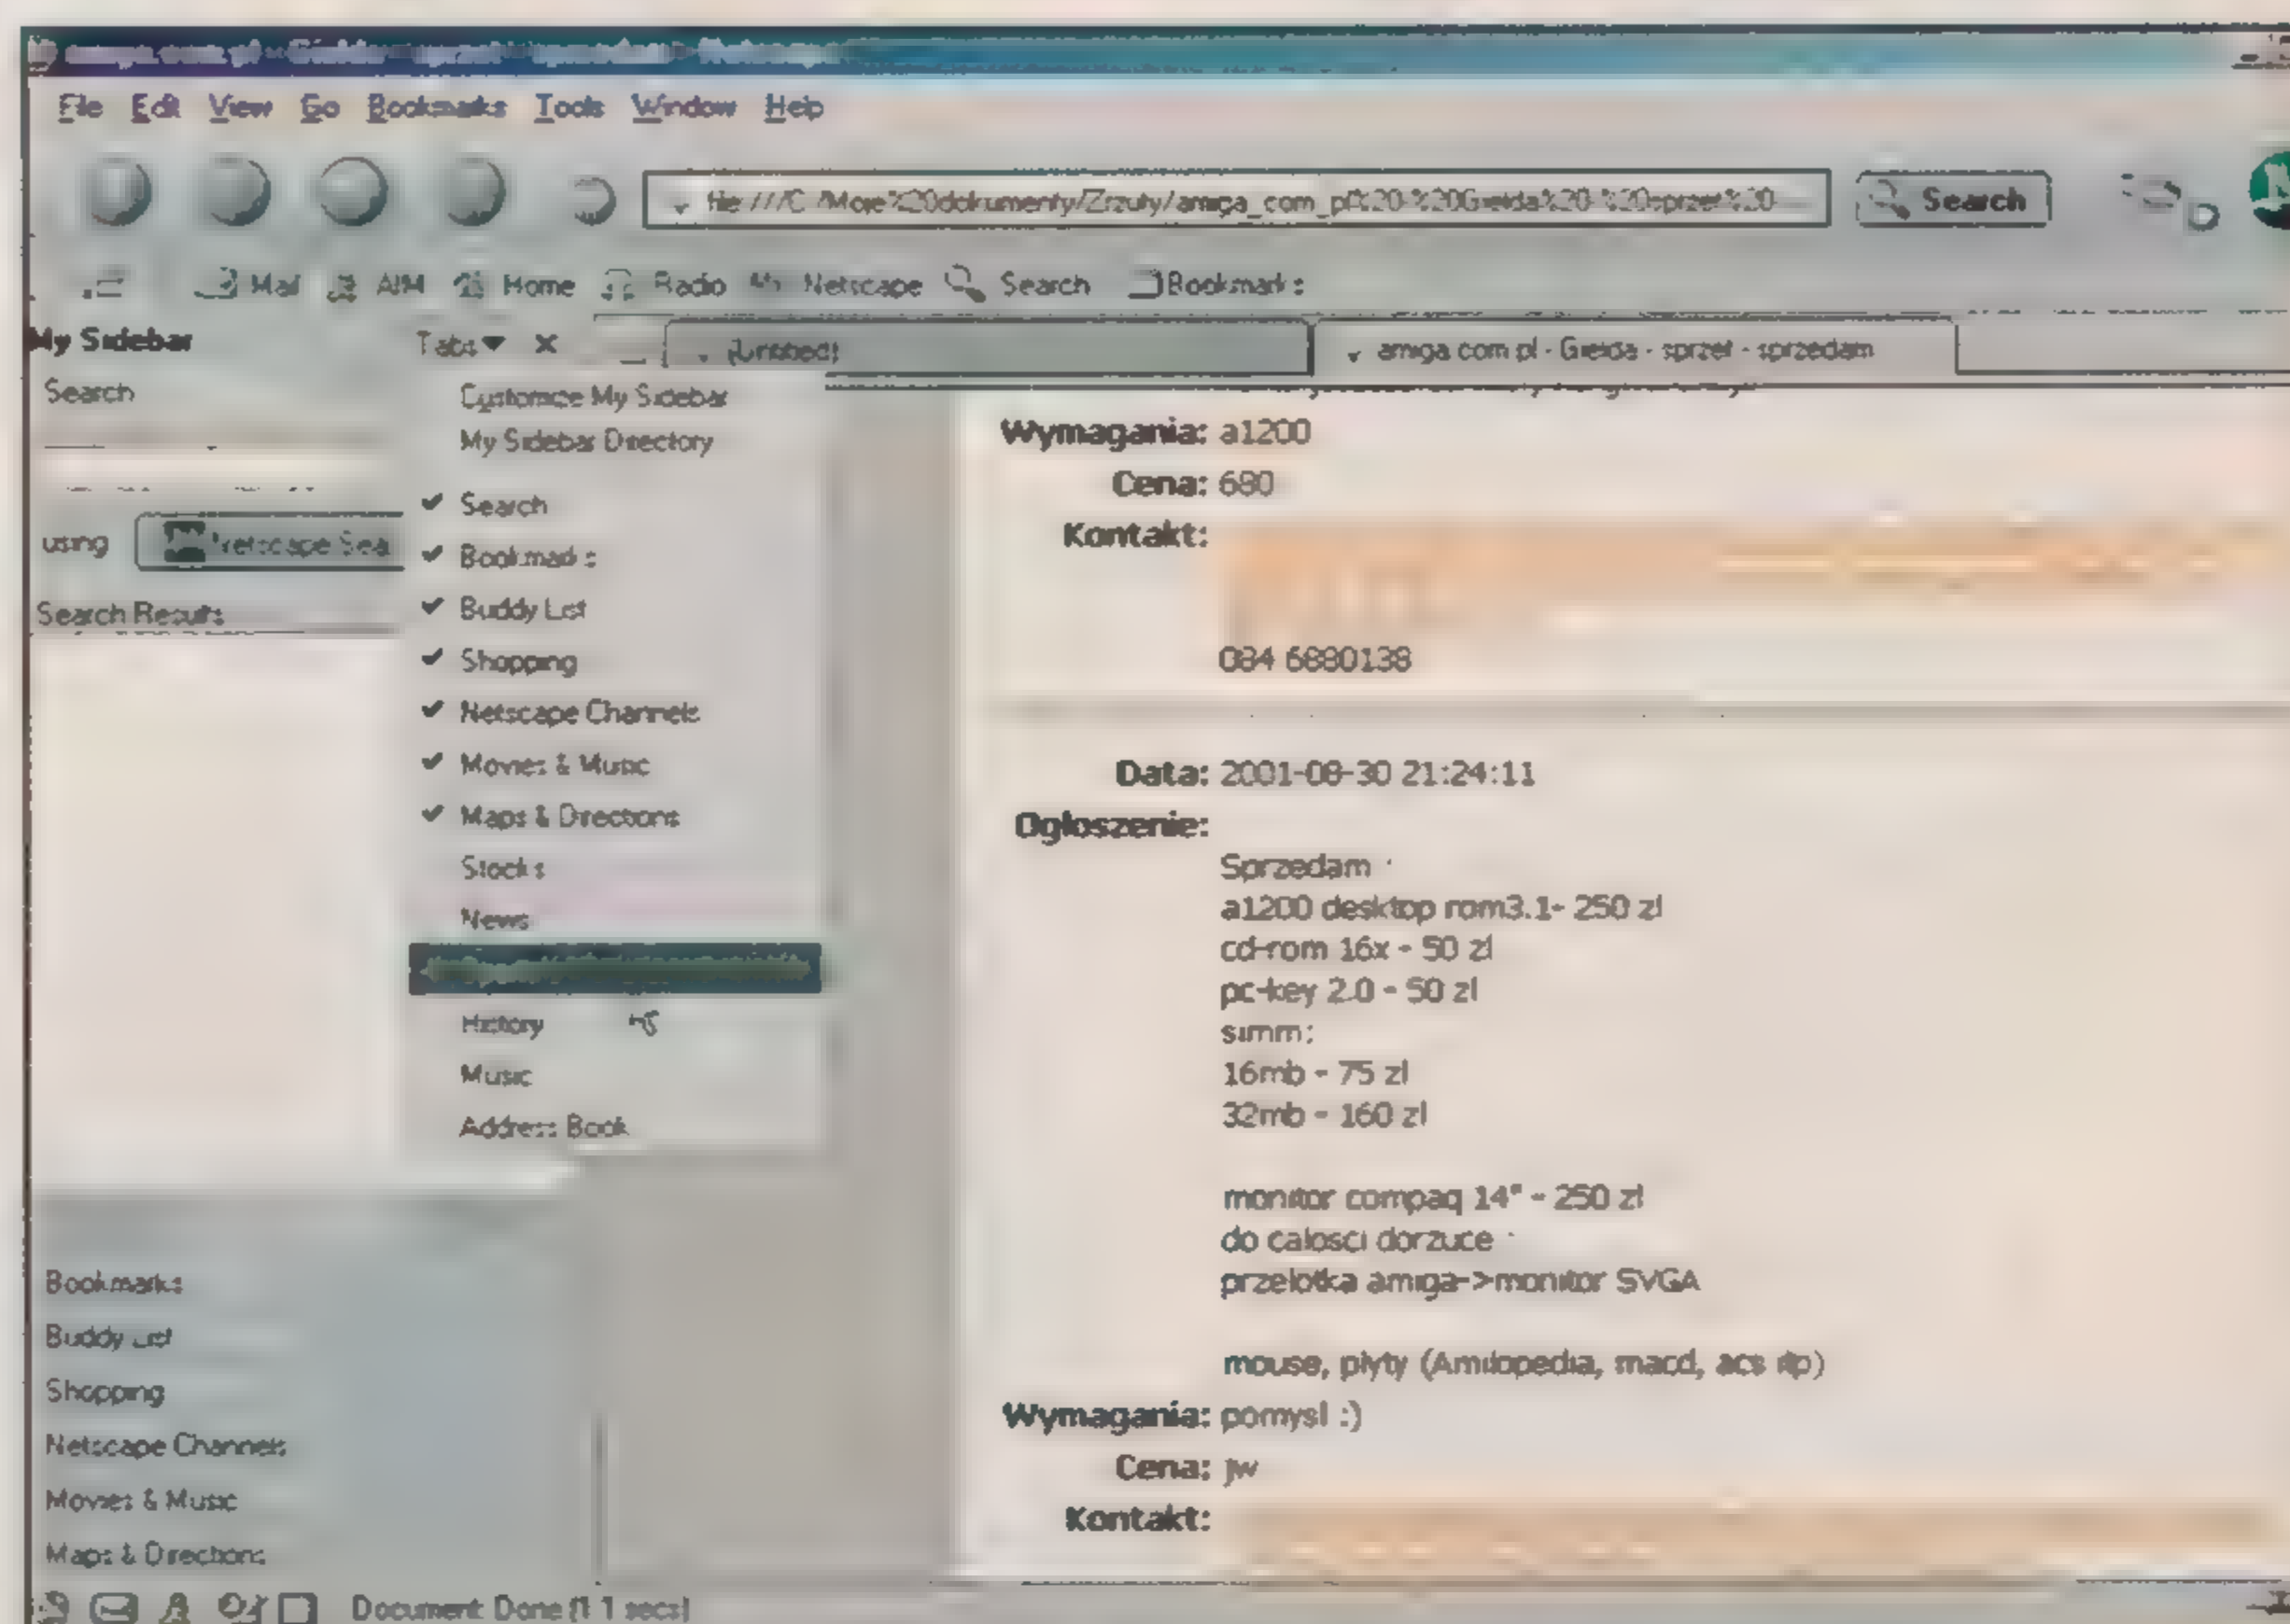 File Edit View Go Bookmarks Tools Window Help
Search
Mail AIM Home Radio Netscape Search Bookmarks
My Sidebar Tabs
(Untitled)
amiga com pl - Giełda - sprzęt - sprzedam
Search
using Netscape Sea
Search Results
Customize My Sidebar
My Sidebar Directory
Search
Bookmarks
Buddy List
Shopping
Netscape Channels
Movies & Music
Maps & Directions
Stocks
News
History
Music
Address Book
Bookmarks
Buddy List
Shopping
Netscape Channels
Movies & Music
Maps & Directions
Document: Done (1 1 secs)
Wymagania: a1200
Cena: 680
Kontakt:
084 6880138
Data: 2001-08-30 21:24:11
Ogłoszenie:
Sprzedam
a1200 desktop rom3.1- 250 zl
cd-rom 16x - 50 zl
pc-key 2.0 - 50 zl
simm:
16mb - 75 zl
32mb - 160 zl
monitor compaq 14" - 250 zl
do calosci dorzuce
przelotka amiga->monitor SVGA
mouse, plyty (Amilopedia, macd, acs itp)
Wymagania: pomysl :)
Cena: jw
Kontakt: